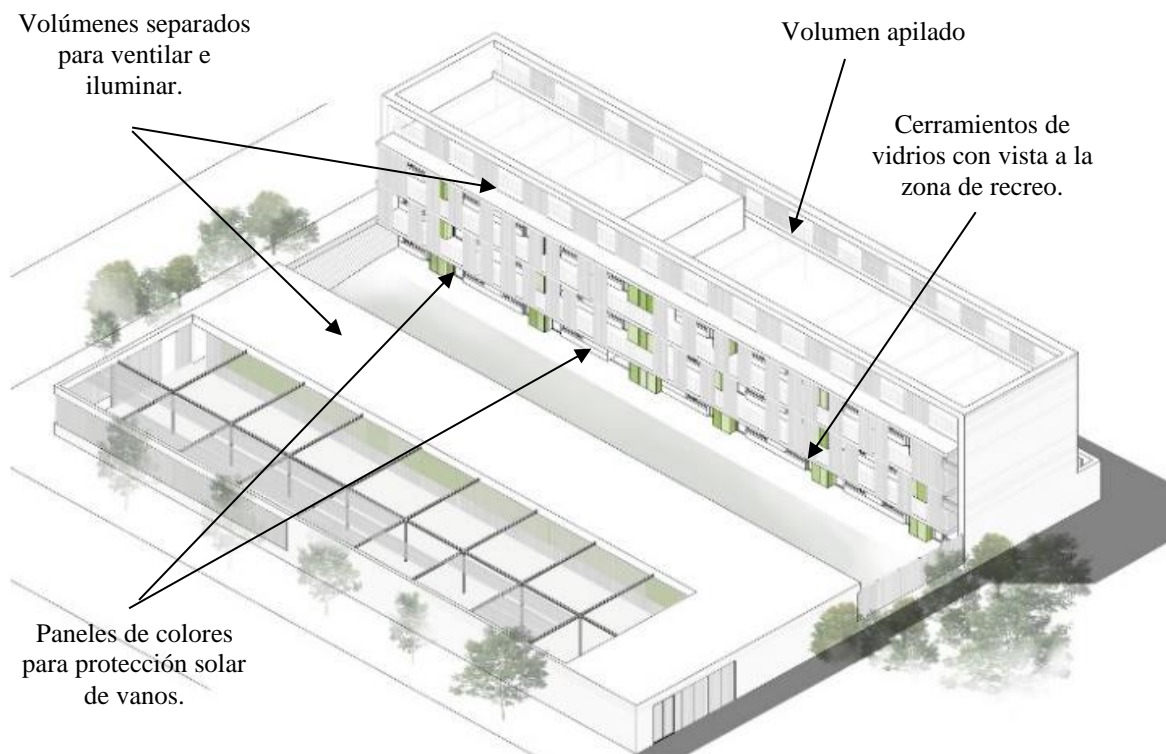 Volúmenes separados
para ventilar e
iluminar.
Volumen apilado
Cerramientos de
vidrios con vista a la
zona de recreo.
Paneles de colores
para protección solar
de vanos.